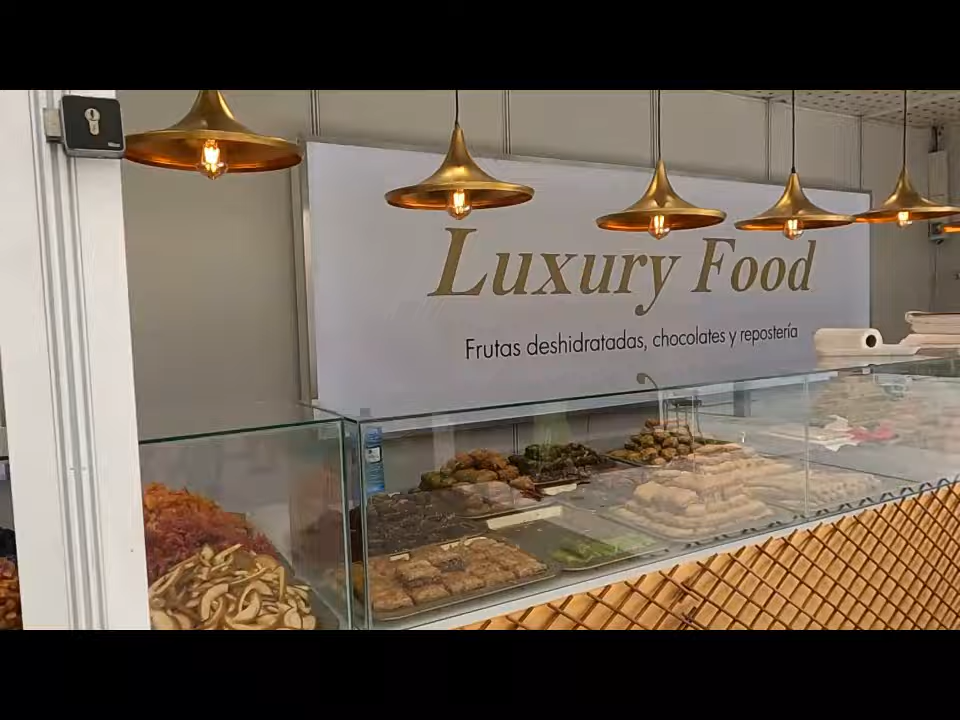 Luxury Food
Frutas deshidratadas, chocolates y repostería